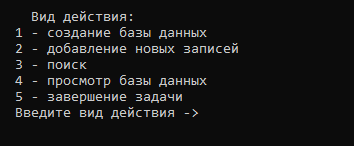 Вид действия:
1 - создание базы данных
2 - добавление новых записей
3 - поиск
4 - просмотр базы данных
5 - завершение задачи
Введите вид действия ->